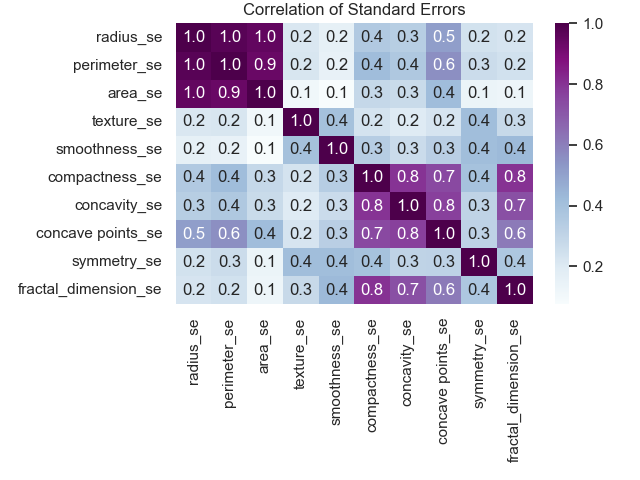 Correlation of Standard Errors
radius_se 1.0 1.0 1.0 0.2 0.2 0.4 0.3 0.5 0.2 0.2
perimeter_se 1.0 1.0 0.9 0.2 0.2 0.4 0.4 0.6 0.3 0.2
area_se 1.0 0.9 1.0 0.1 0.1 0.3 0.3 0.4 0.1 0.1
texture_se 0.2 0.2 0.1 1.0 0.4 0.2 0.2 0.2 0.4 0.3
smoothness_se 0.2 0.2 0.1 0.4 1.0 0.3 0.3 0.3 0.4 0.4
compactness_se 0.4 0.4 0.3 0.2 0.3 1.0 0.8 0.7 0.4 0.8
concavity_se 0.3 0.4 0.3 0.2 0.3 0.8 1.0 0.8 0.3 0.7
concave points_se 0.5 0.6 0.4 0.2 0.3 0.7 0.8 1.0 0.3 0.6
symmetry_se 0.2 0.3 0.1 0.4 0.4 0.4 0.3 0.3 1.0 0.4
fractal_dimension_se 0.2 0.2 0.1 0.3 0.4 0.8 0.7 0.6 0.4 1.0
radius_se
perimeter_se
area_se
texture_se
smoothness_se
compactness_se
concavity_se
concave points_se
symmetry_se
fractal_dimension_se
1.0
0.8
0.6
0.4
0.2